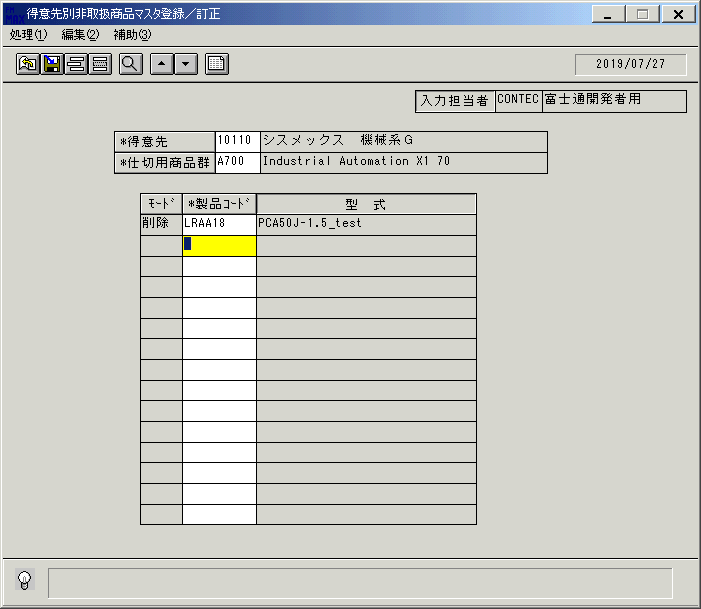 得意先別非取扱商品マスタ登録／訂正
処理(1) 編集(2) 補助(3)
2019/07/27
入力担当者 CONTEC 富士通開発者用
*得意先 10110 シスメックス　機械系Ｇ
*仕切用商品群 A700 Industrial Automation X1 70
ﾓｰﾄﾞ *製品ｺｰﾄﾞ 型　式
削除 LRAA18 PCA50J-1.5_test